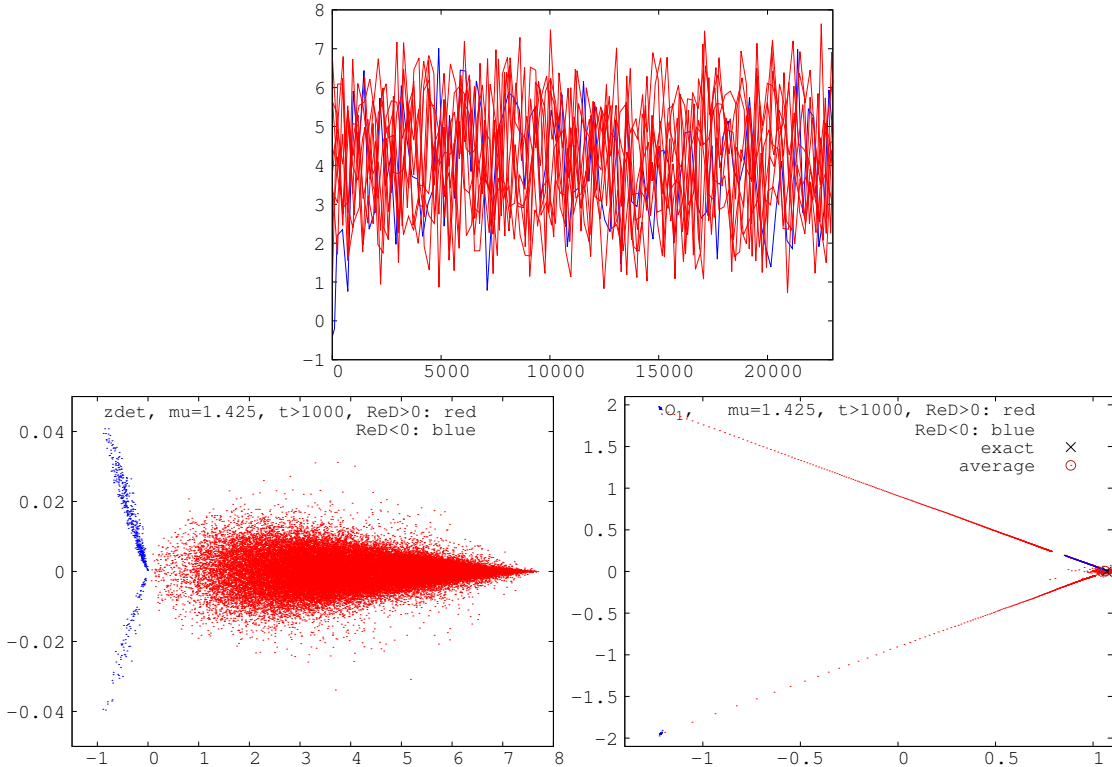 8
7
6
5
4
3
2
1
0
−1
0 5000 10000 15000 20000
zdet, mu=1.425, t>1000, ReD>0: red
ReD<0: blue
0.04
0.02
0
−0.02
−0.04
−1 0 1 2 3 4 5 6 7 8
O_1, mu=1.425, t>1000, ReD>0: red
ReD<0: blue
exact
average
2
1.5
1
0.5
0
−0.5
−1
−1.5
−2
−1 −0.5 0 0.5 1